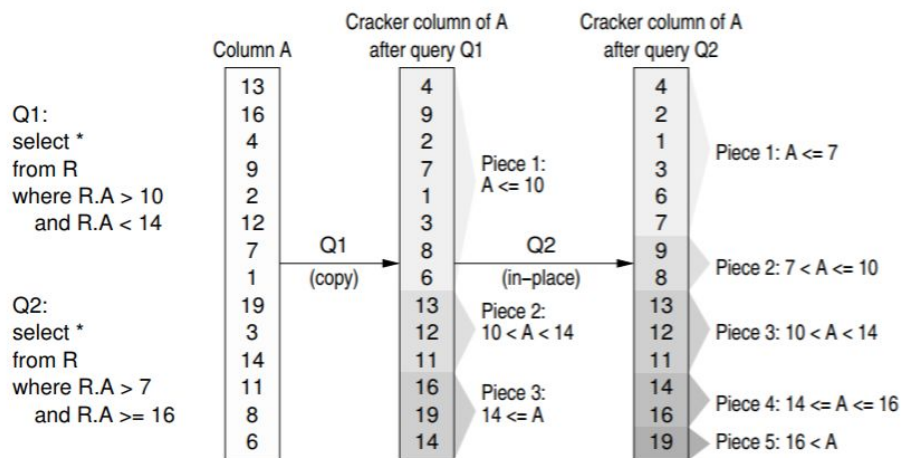 Column A
Cracker column of A
after query Q1
Cracker column of A
after query Q2
Q1:
select *
from R
where R.A > 10
and R.A < 14
Q2:
select *
from R
where R.A > 7
and R.A >= 16
13
16
4
9
2
12
7
1
19
3
14
11
8
6
Q1
(copy)
4
9
2
7
1
3
8
6
13
12
11
16
19
14
Piece 1:
A <= 10
Piece 2:
10 < A < 14
Piece 3:
14 <= A
Q2
(in-place)
4
2
1
3
6
7
9
8
13
12
11
14
16
19
Piece 1: A <= 7
Piece 2: 7 < A <= 10
Piece 3: 10 < A < 14
Piece 4: 14 <= A <= 16
Piece 5: 16 < A